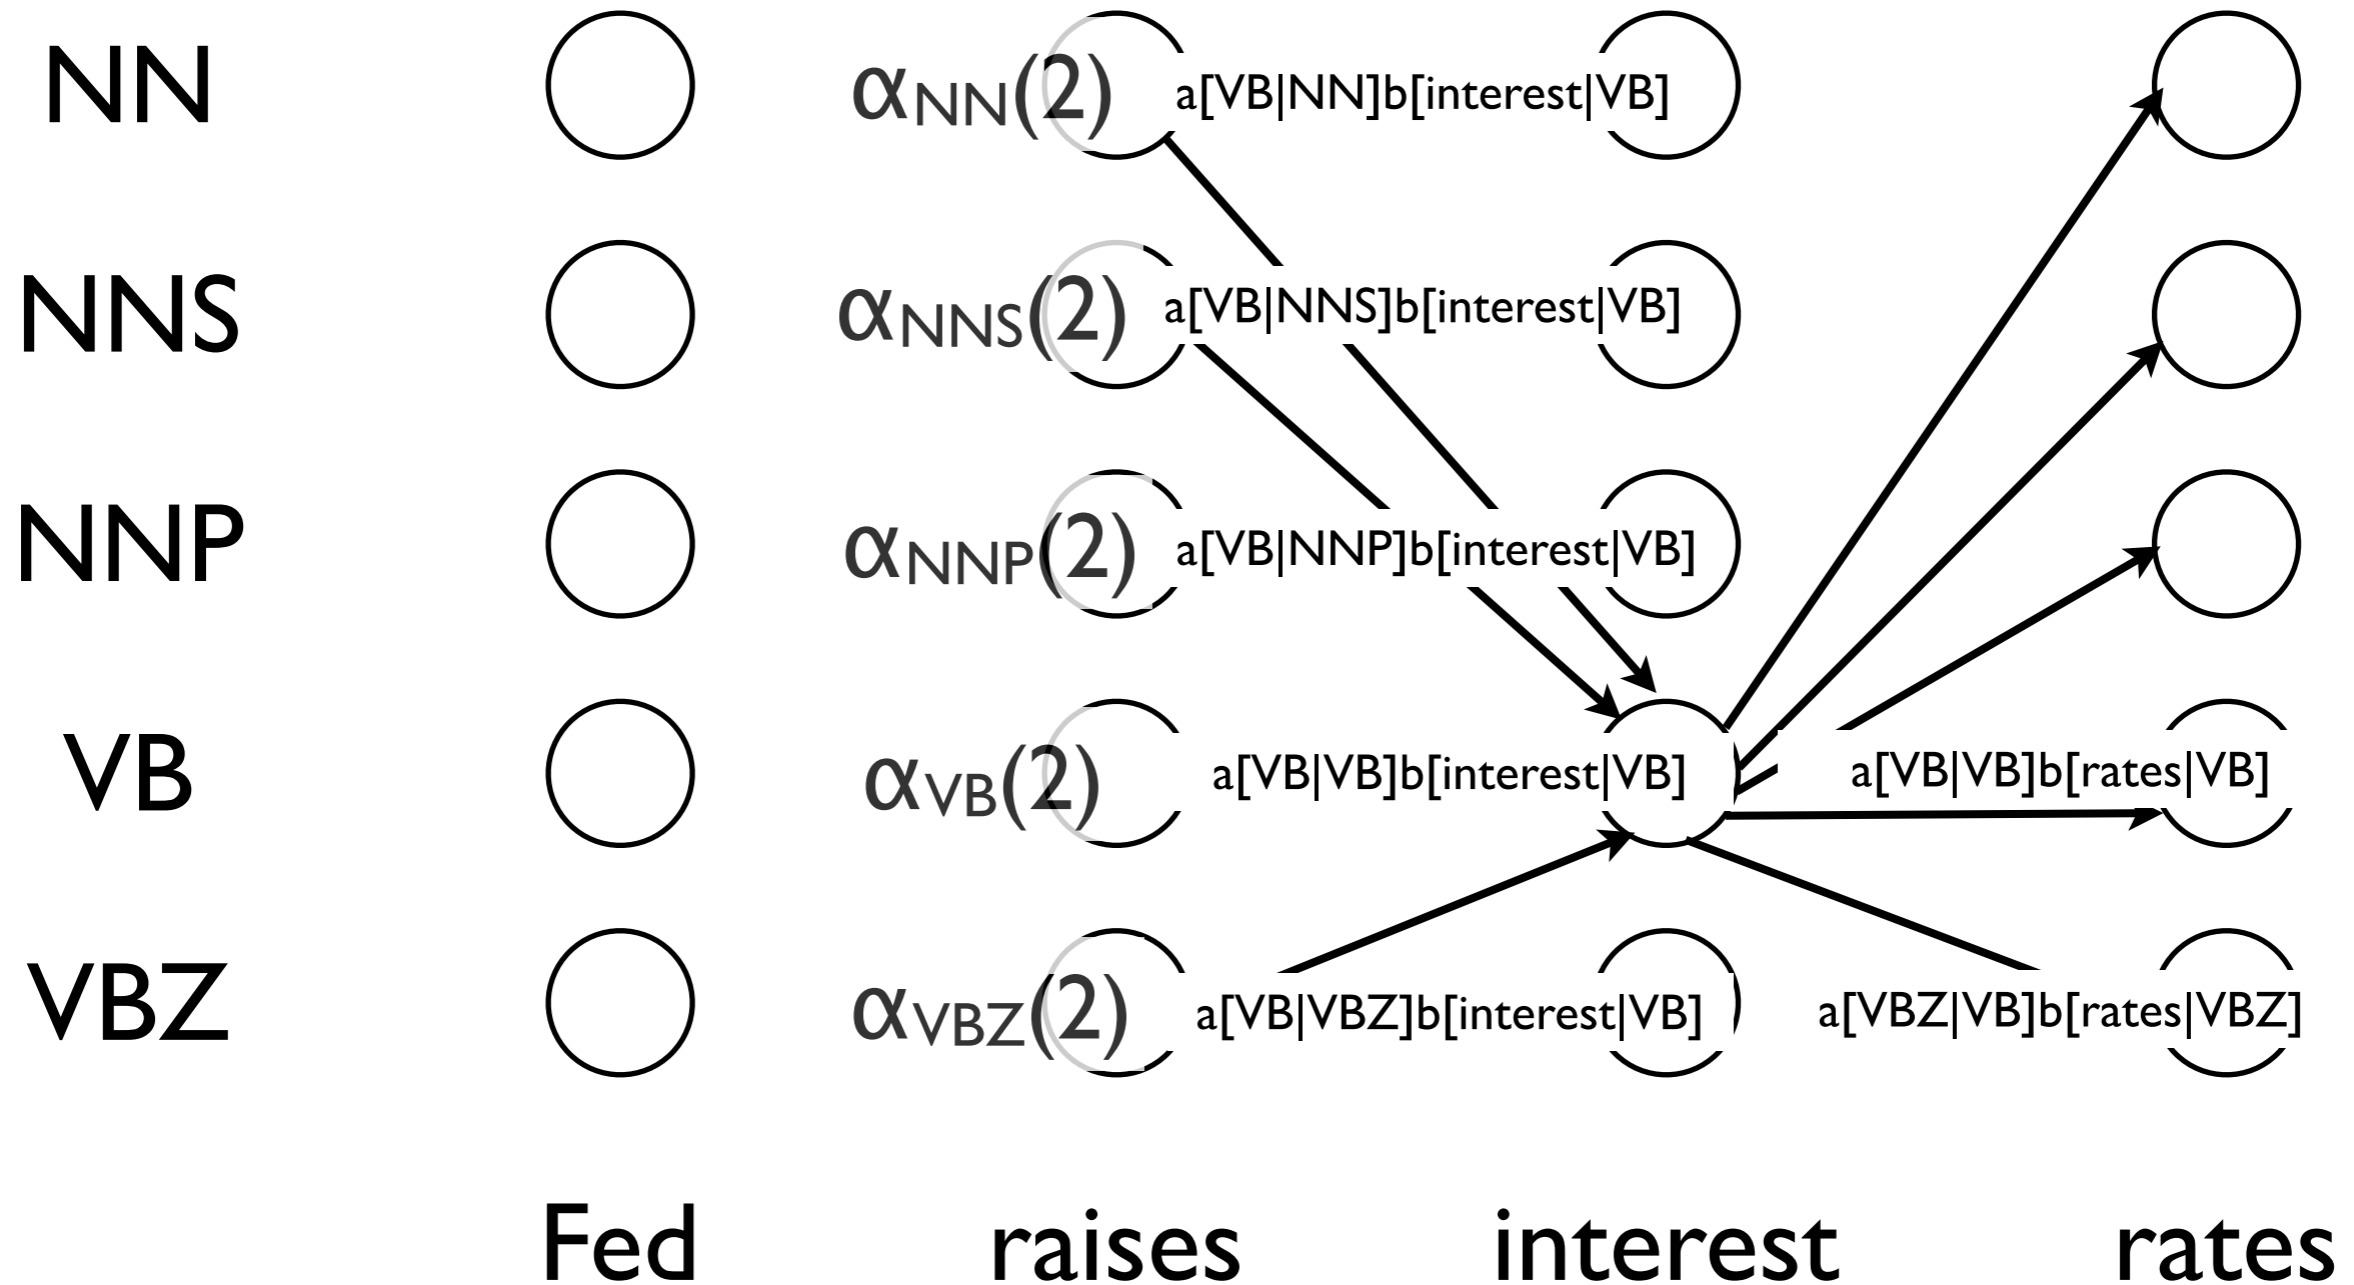 NN αNN(2) a[VB|NN]b[interest|VB]
NNS αNNS(2) a[VB|NNS]b[interest|VB]
NNP αNNP(2) a[VB|NNP]b[interest|VB]
VB αVB(2) a[VB|VB]b[interest|VB] a[VB|VB]b[rates|VB]
VBZ αVBZ(2) a[VB|VBZ]b[interest|VB] a[VBZ|VB]b[rates|VBZ]
Fed raises interest rates